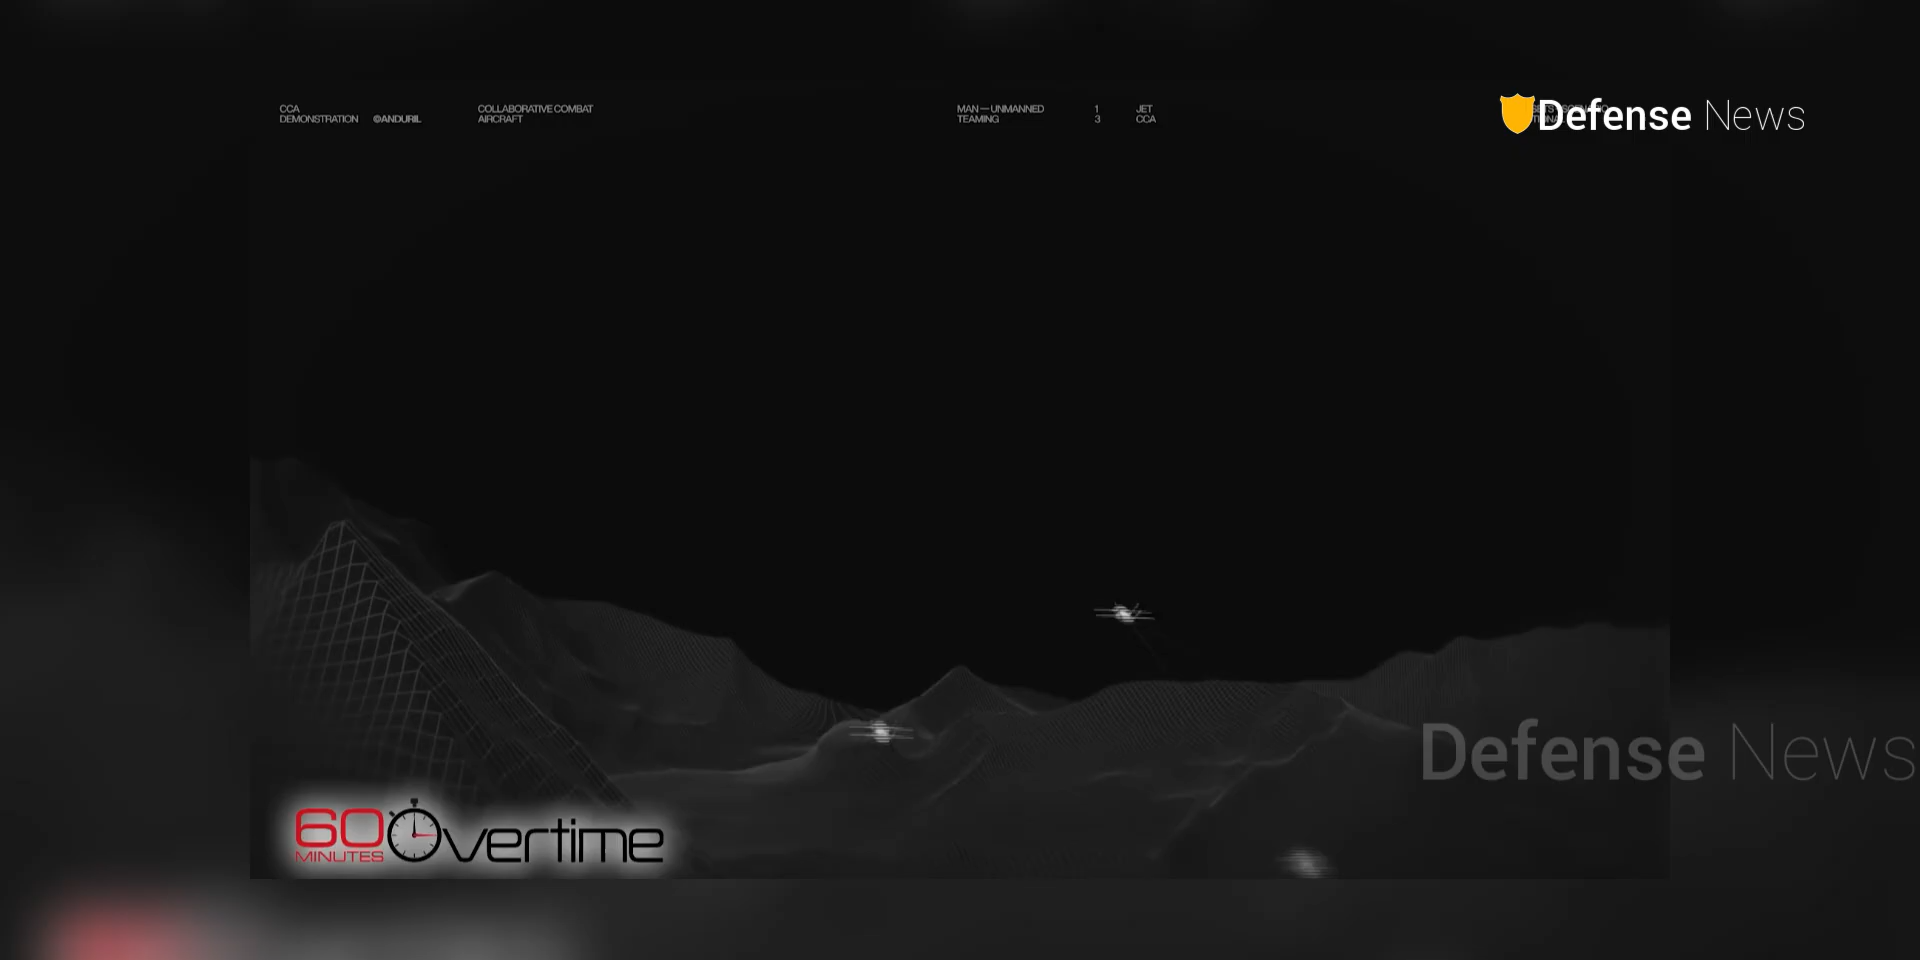 CCA
DEMONSTRATION ©ANDURIL
COLLABORATIVE COMBAT
AIRCRAFT
MAN — UNMANNED
TEAMING
1
3
JET
CCA
Defense News
Defense News
60 Overtime
MINUTES